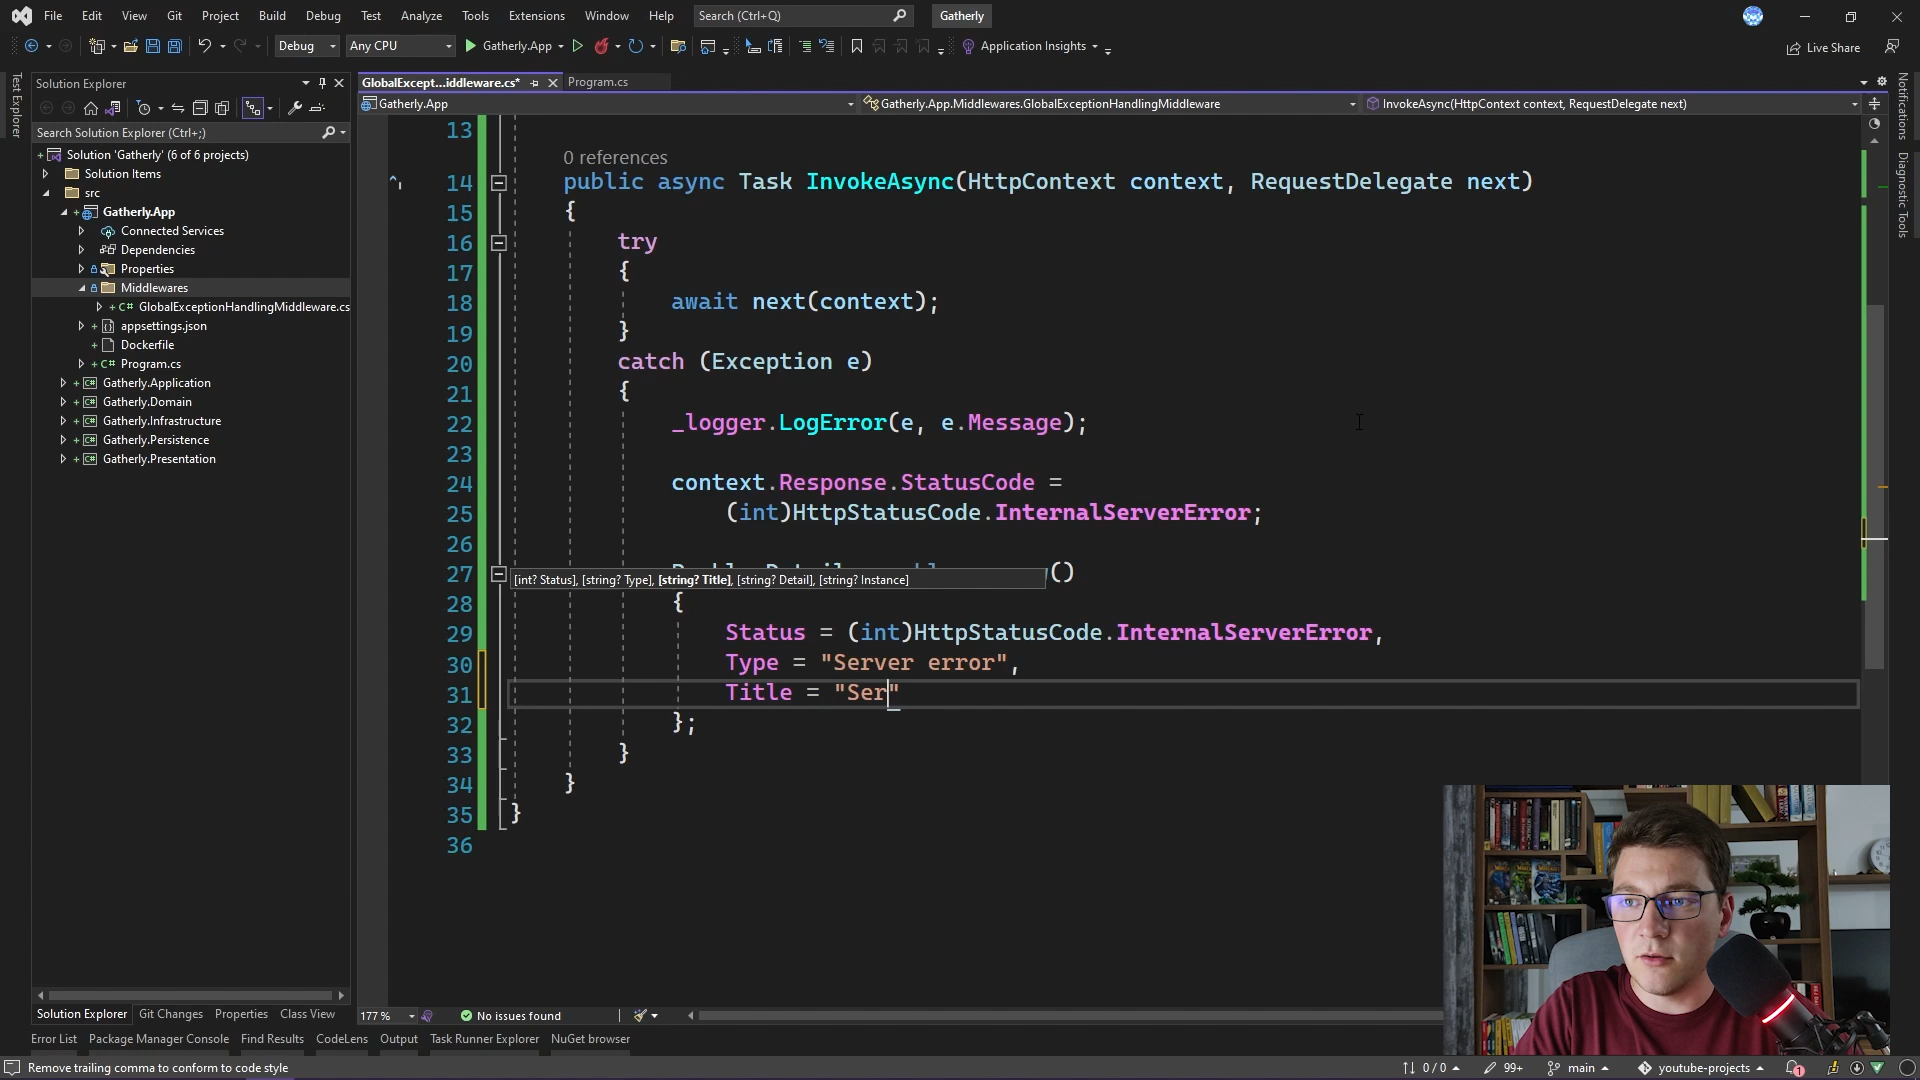 File Edit View Git Project Build Debug Test Analyze Tools Extensions Window Help Search (Ctrl+Q) Gatherly
Debug Any CPU Gatherly.App Application Insights Live Share
Test Explorer
Solution Explorer
Search Solution Explorer (Ctrl+;)
Solution 'Gatherly' (6 of 6 projects)
Solution Items
src
Gatherly.App
Connected Services
Dependencies
Properties
Middlewares
GlobalExceptionHandlingMiddleware.cs
appsettings.json
Dockerfile
Program.cs
Gatherly.Application
Gatherly.Domain
Gatherly.Infrastructure
Gatherly.Persistence
Gatherly.Presentation
Solution Explorer Git Changes Properties Class View
GlobalExcept...iddleware.cs* Program.cs
Gatherly.App Gatherly.App.Middlewares.GlobalExceptionHandlingMiddleware InvokeAsync(HttpContext context, RequestDelegate next)
13
0 references
14 public async Task InvokeAsync(HttpContext context, RequestDelegate next)
15 {
16 try
17 {
18 await next(context);
19 }
20 catch (Exception e)
21 {
22 _logger.LogError(e, e.Message);
23
24 context.Response.StatusCode =
25 (int)HttpStatusCode.InternalServerError;
26
27 ()
[int? Status], [string? Type], [string? Title], [string? Detail], [string? Instance]
28 {
29 Status = (int)HttpStatusCode.InternalServerError,
30 Type = "Server error",
31 Title = "Ser"
32 };
33 }
34 }
35 }
36
177 % No issues found
Notifications
Diagnostic Tools
Error List Package Manager Console Find Results CodeLens Output Task Runner Explorer NuGet browser
Remove trailing comma to conform to code style 0 / 0 99+ main youtube-projects 1